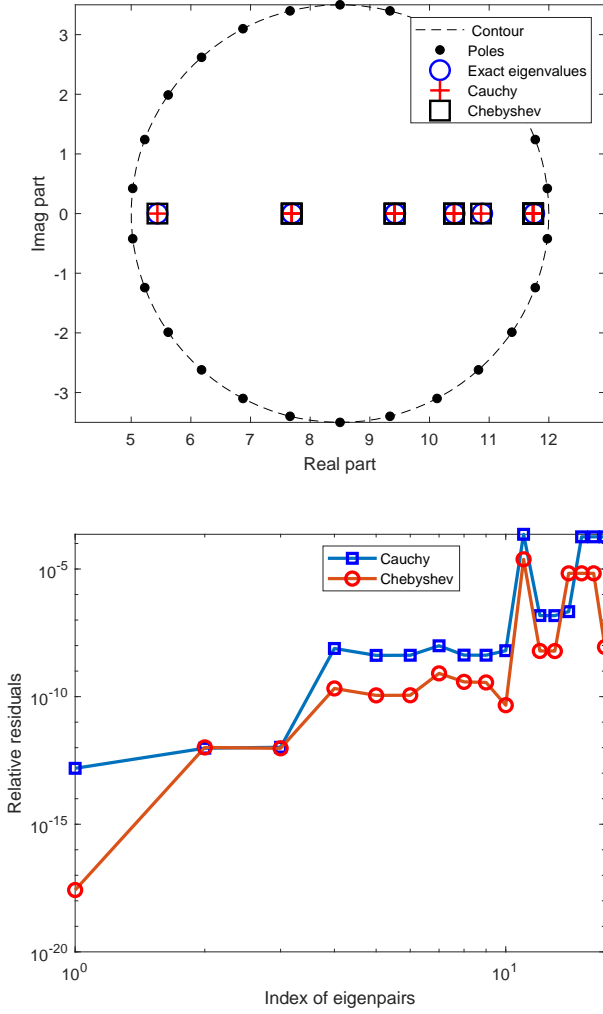 3
2
1
0
-1
-2
-3
Imag part
5
6
7
8
9
10
11
12
Real part
Contour
Poles
Exact eigenvalues
Cauchy
Chebyshev
10^-5
10^-10
10^-15
10^-20
Relative residuals
Cauchy
Chebyshev
10^0
10^1
Index of eigenpairs